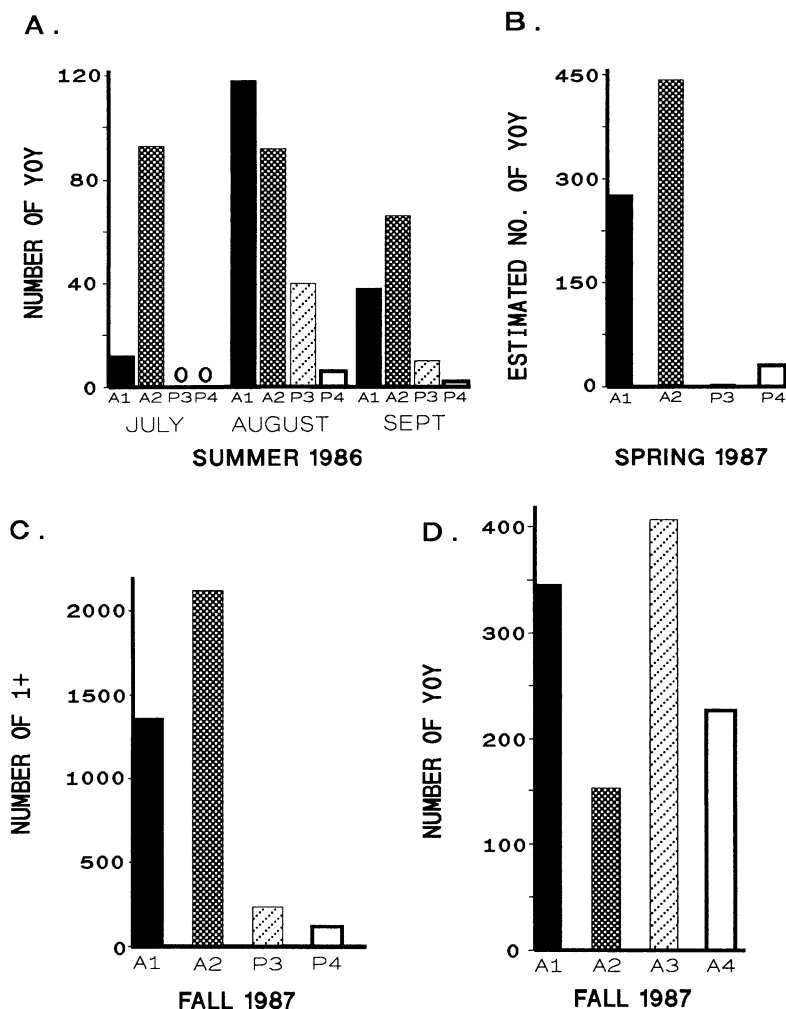 A.
NUMBER OF YOY
120
80
40
0
O O
A1 A2 P3 P4 A1 A2 P3 P4 A1 A2 P3 P4
JULY AUGUST SEPT
SUMMER 1986
B.
ESTIMATED NO. OF YOY
450
300
150
0
A1 A2 P3 P4
SPRING 1987
C.
NUMBER OF 1+
2000
1500
1000
500
0
A1 A2 P3 P4
FALL 1987
D.
NUMBER OF YOY
400
300
200
100
0
A1 A2 A3 A4
FALL 1987